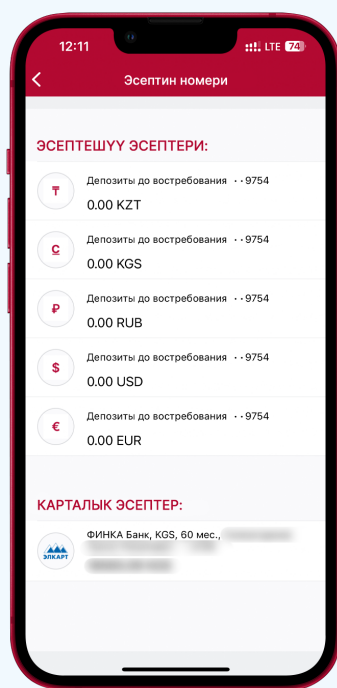 12:11
LTE 74
Эсептин номери
ЭСЕПТЕШҮҮ ЭСЕПТЕРИ:
Депозиты до востребования ··9754
0.00 KZT
Депозиты до востребования ··9754
0.00 KGS
Депозиты до востребования ··9754
0.00 RUB
Депозиты до востребования ··9754
0.00 USD
Депозиты до востребования ··9754
0.00 EUR
КАРТАЛЫК ЭСЕПТЕР:
ФИНКА Банк, KGS, 60 мес.,
ЭЛКАРТ